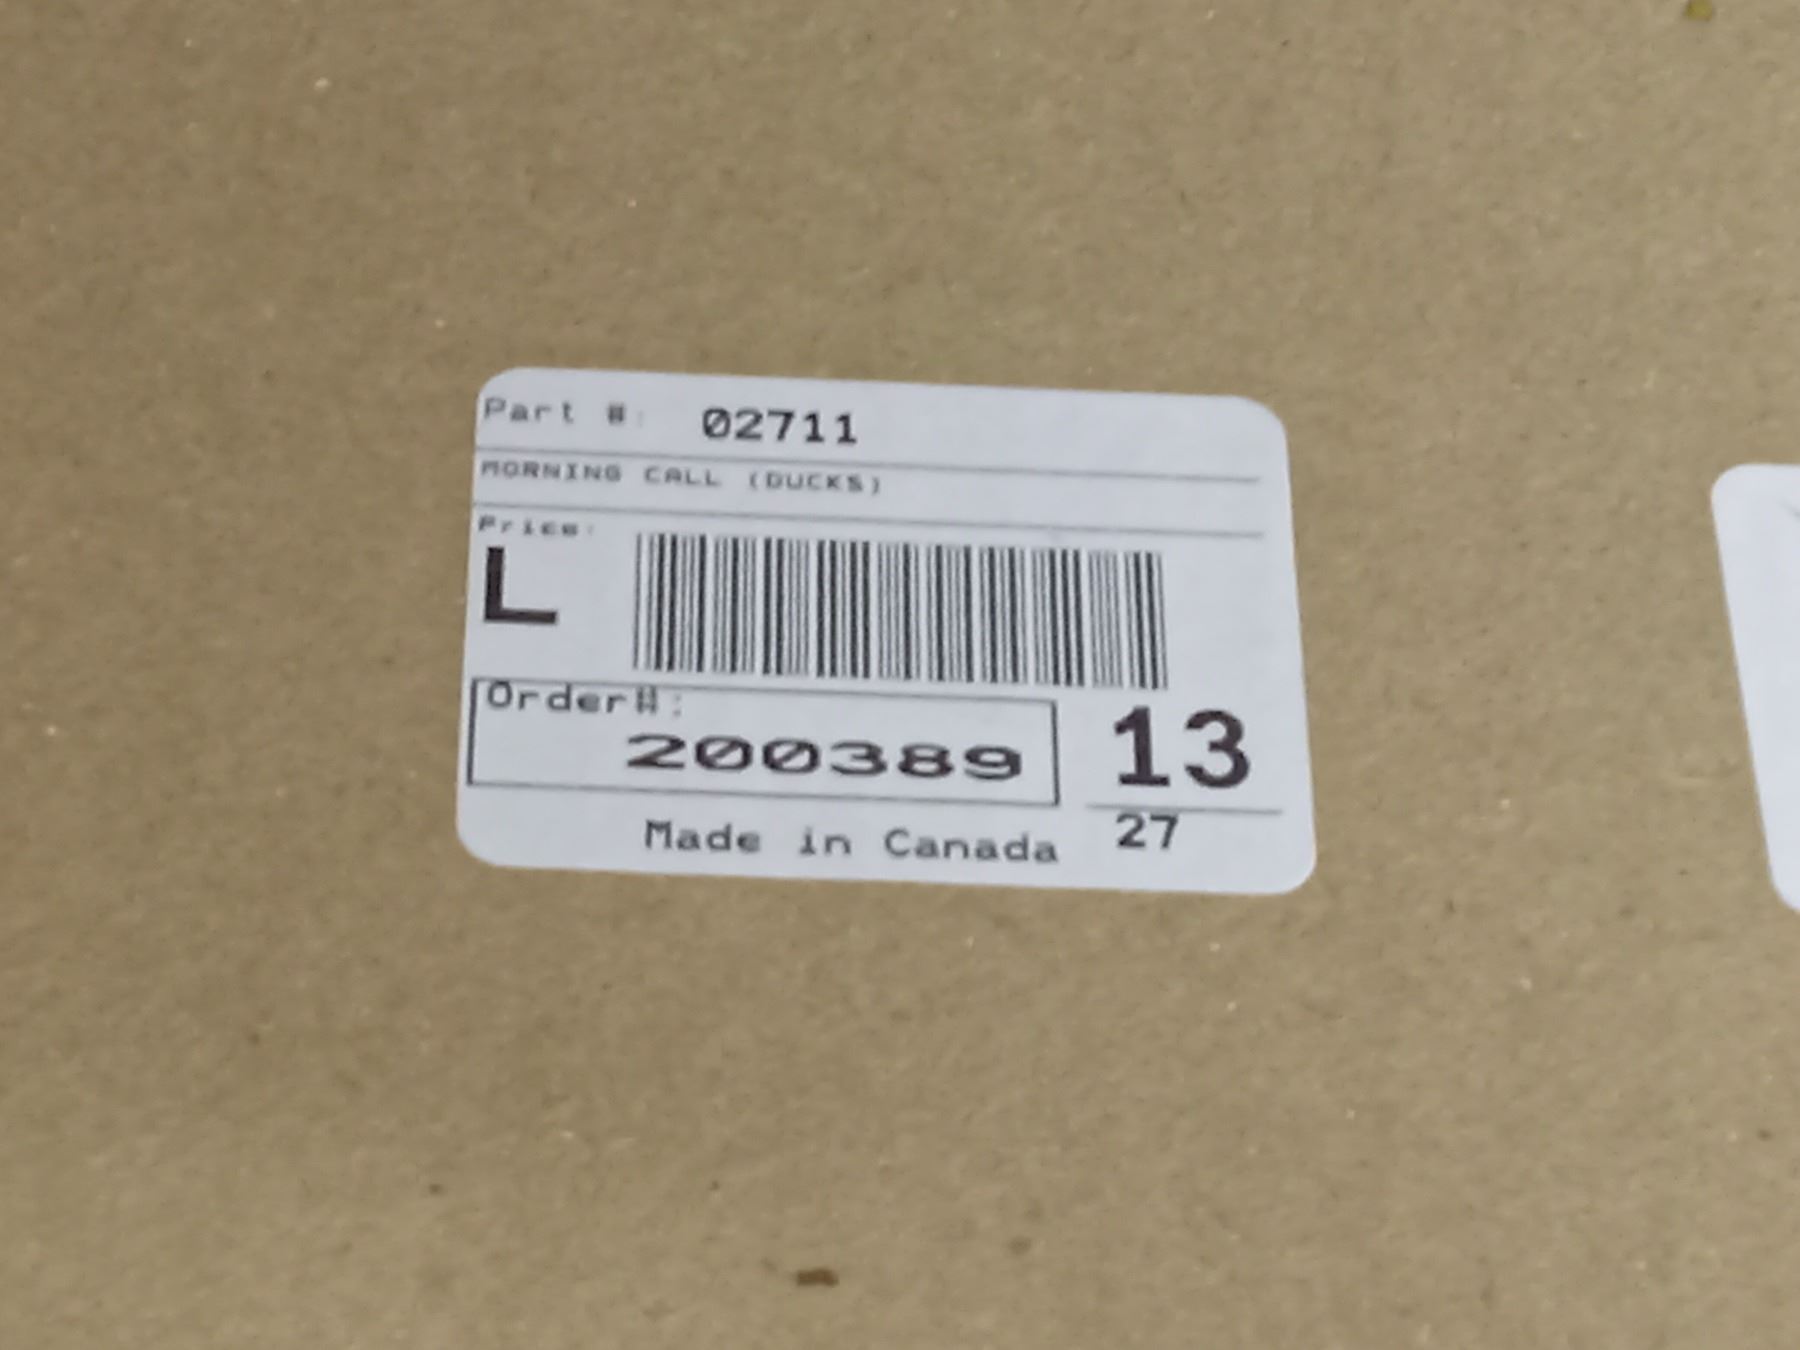 Part #: 02711
MORNING CALL (DUCKS)
Price:
L
Order#:
200389
13
27
Made in Canada